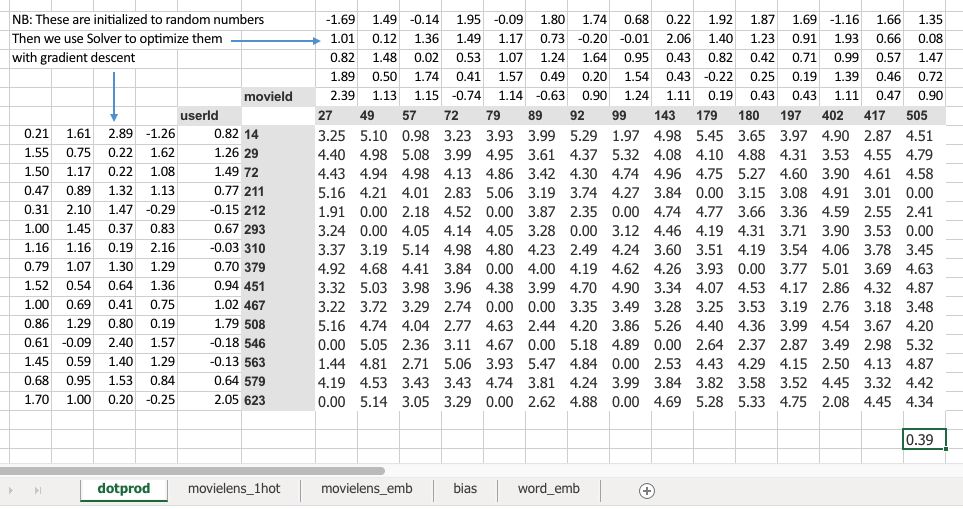 NB: These are initialized to random numbers -1.69 1.49 -0.14 1.95 -0.09 1.80 1.74 0.68 0.22 1.92 1.87 1.69 -1.16 1.66 1.35
Then we use Solver to optimize them 1.01 0.12 1.36 1.49 1.17 0.73 -0.20 -0.01 2.06 1.40 1.23 0.91 1.93 0.66 0.08
with gradient descent 0.82 1.48 0.02 0.53 1.07 1.24 1.64 0.95 0.43 0.82 0.42 0.71 0.99 0.57 1.47
1.89 0.50 1.74 0.41 1.57 0.49 0.20 1.54 0.43 -0.22 0.25 0.19 1.39 0.46 0.72
movieId 2.39 1.13 1.15 -0.74 1.14 -0.63 0.90 1.24 1.11 0.19 0.43 0.43 1.11 0.47 0.90
userId 27 49 57 72 79 89 92 99 143 179 180 197 402 417 505
0.21 1.61 2.89 -1.26 0.82 14 3.25 5.10 0.98 3.23 3.93 3.99 5.29 1.97 4.98 5.45 3.65 3.97 4.90 2.87 4.51
1.55 0.75 0.22 1.62 1.26 29 4.40 4.98 5.08 3.99 4.95 3.61 4.37 5.32 4.08 4.10 4.88 4.31 3.53 4.55 4.79
1.50 1.17 0.22 1.08 1.49 72 4.43 4.94 4.98 4.13 4.86 3.42 4.30 4.74 4.96 4.75 5.27 4.60 3.90 4.61 4.58
0.47 0.89 1.32 1.13 0.77 211 5.16 4.21 4.01 2.83 5.06 3.19 3.74 4.27 3.84 0.00 3.15 3.08 4.91 3.01 0.00
0.31 2.10 1.47 -0.29 -0.15 212 1.91 0.00 2.18 4.52 0.00 3.87 2.35 0.00 4.74 4.77 3.66 3.36 4.59 2.55 2.41
1.00 1.45 0.37 0.83 0.67 293 3.24 0.00 4.05 4.14 4.05 3.28 0.00 3.12 4.46 4.19 4.31 3.71 3.90 3.53 0.00
1.16 1.16 0.19 2.16 -0.03 310 3.37 3.19 5.14 4.98 4.80 4.23 2.49 4.24 3.60 3.51 4.19 3.54 4.06 3.78 3.45
0.79 1.07 1.30 1.29 0.70 379 4.92 4.68 4.41 3.84 0.00 4.00 4.19 4.62 4.26 3.93 0.00 3.77 5.01 3.69 4.63
1.52 0.54 0.64 1.36 0.94 451 3.32 5.03 3.98 3.96 4.38 3.99 4.70 4.90 3.34 4.07 4.53 4.17 2.86 4.32 4.87
1.00 0.69 0.41 0.75 1.02 467 3.22 3.72 3.29 2.74 0.00 0.00 3.35 3.49 3.28 3.25 3.53 3.19 2.76 3.18 3.48
0.86 1.29 0.80 0.19 1.79 508 5.16 4.74 4.04 2.77 4.63 2.44 4.20 3.86 5.26 4.40 4.36 3.99 4.54 3.67 4.20
0.61 -0.09 2.40 1.57 -0.18 546 0.00 5.05 2.36 3.11 4.67 0.00 5.18 4.89 0.00 2.64 2.37 2.87 3.49 2.98 5.32
1.45 0.59 1.40 1.29 -0.13 563 1.44 4.81 2.71 5.06 3.93 5.47 4.84 0.00 2.53 4.43 4.29 4.15 2.50 4.13 4.87
0.68 0.95 1.53 0.84 0.64 579 4.19 4.53 3.43 3.43 4.74 3.81 4.24 3.99 3.84 3.82 3.58 3.52 4.45 3.32 4.42
1.70 1.00 0.20 -0.25 2.05 623 0.00 5.14 3.05 3.29 0.00 2.62 4.88 0.00 4.69 5.28 5.33 4.75 2.08 4.45 4.34
0.39
dotprod movielens_1hot movielens_emb bias word_emb